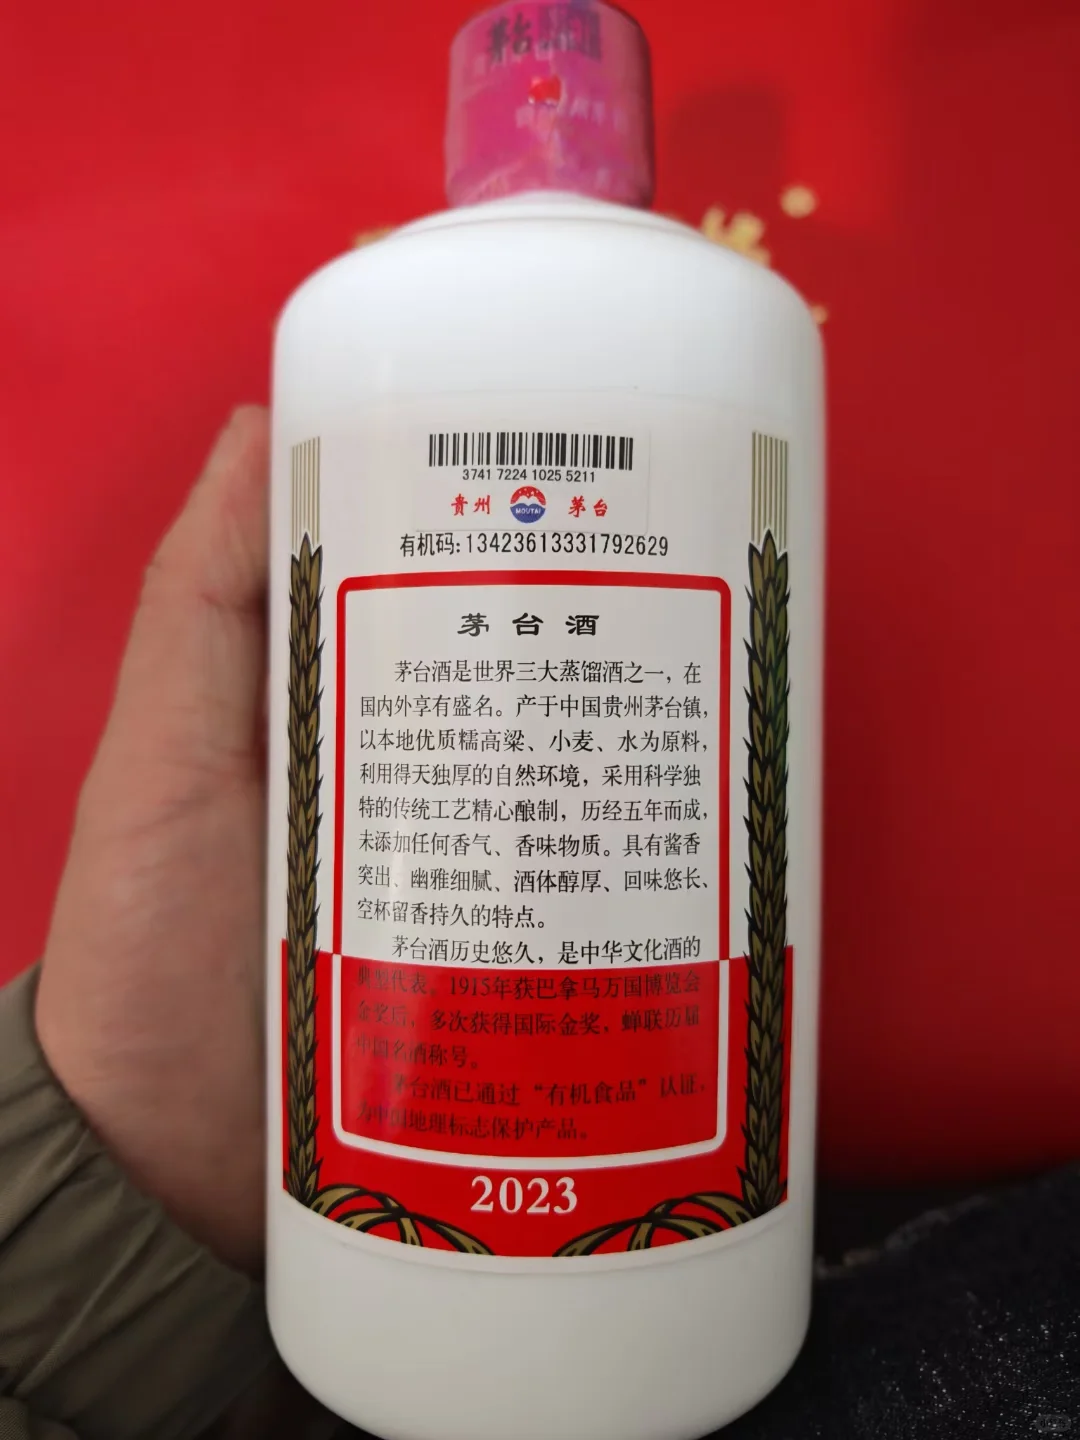 茅台
3741 7224 1025 5211
贵州 MOUTAI 茅台
有机码:13423613331792629
茅台酒
茅台酒是世界三大蒸馏酒之一，在
国内外享有盛名。产于中国贵州茅台镇，
以本地优质糯高粱、小麦、水为原料，
利用得天独厚的自然环境，采用科学独
特的传统工艺精心酿制，历经五年而成，
未添加任何香气、香味物质。具有酱香
突出、幽雅细腻、酒体醇厚、回味悠长、
空杯留香持久的特点。
茅台酒历史悠久，是中华文化酒的
典型代表。1915年获巴拿马万国博览会
金奖后，多次获得国际金奖，蝉联历届
中国名酒称号。
茅台酒已通过“有机食品”认证，
为中国地理标志保护产品。
2023